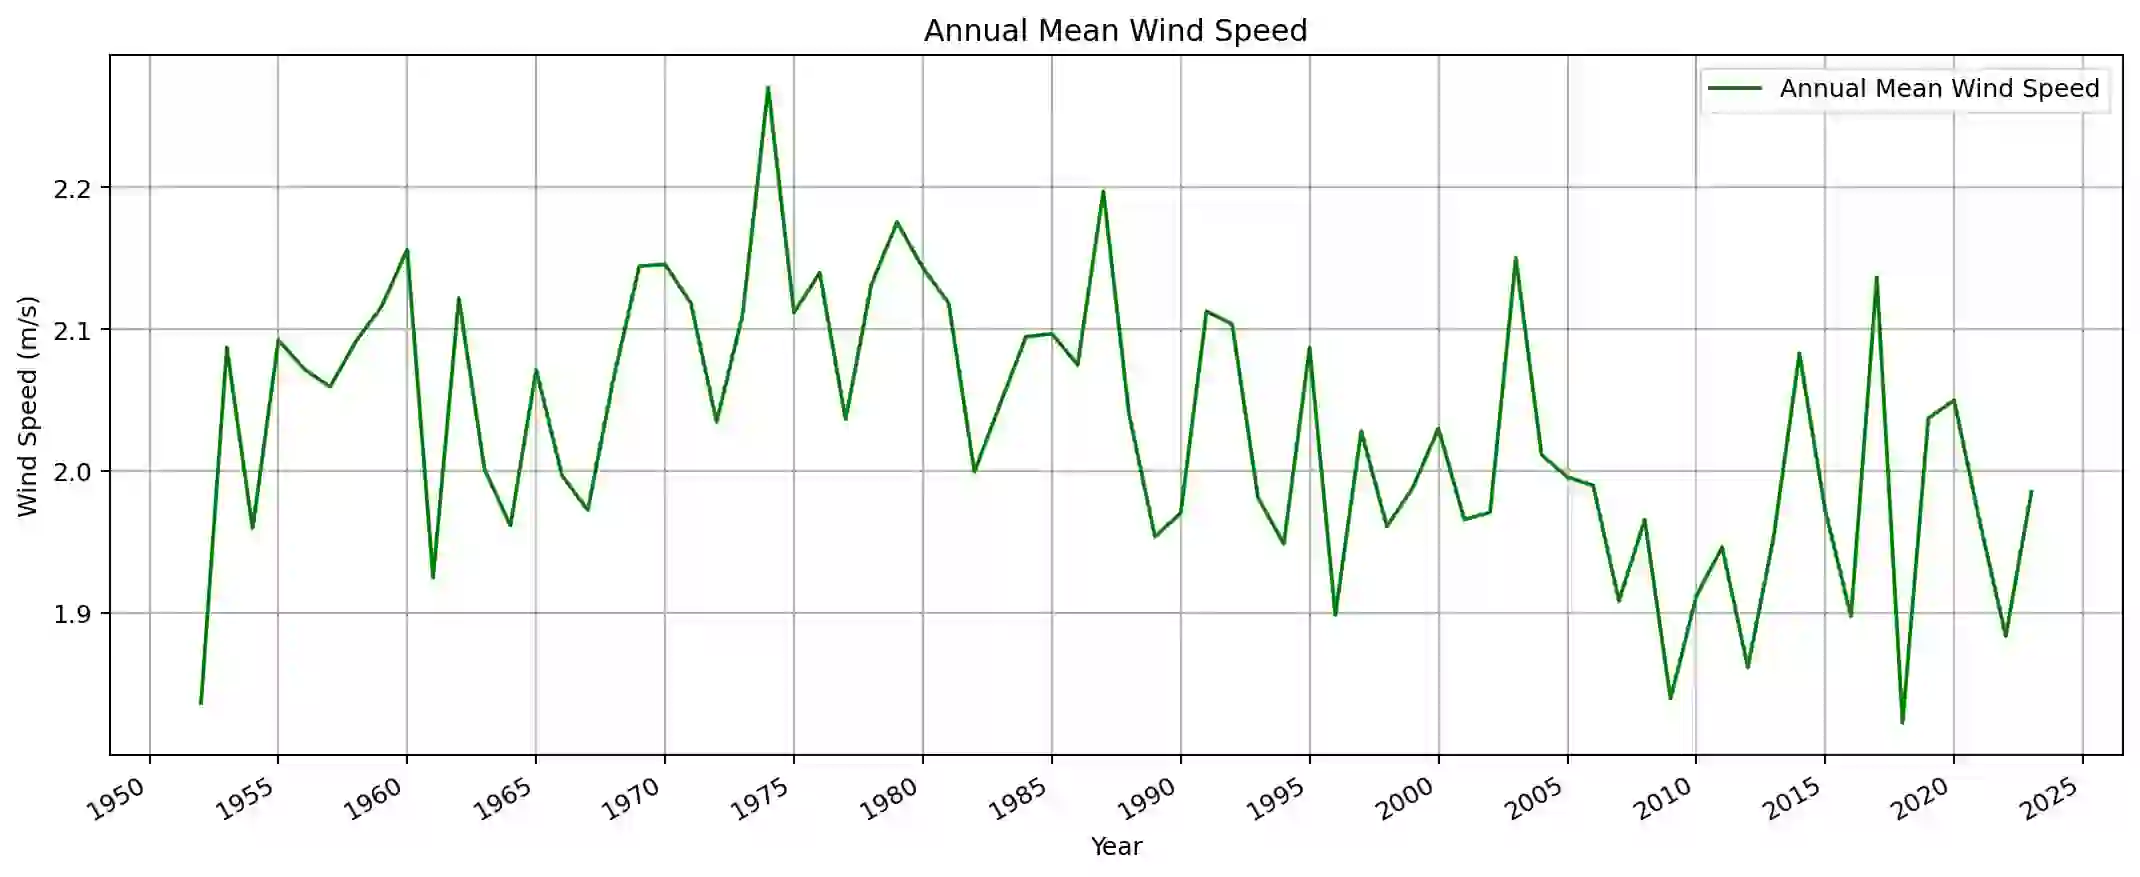 Annual Mean Wind Speed
Annual Mean Wind Speed
Wind Speed (m/s)
2.2
2.1
2.0
1.9
1950 1955 1960 1965 1970 1975 1980 1985 1990 1995 2000 2005 2010 2015 2020 2025
Year